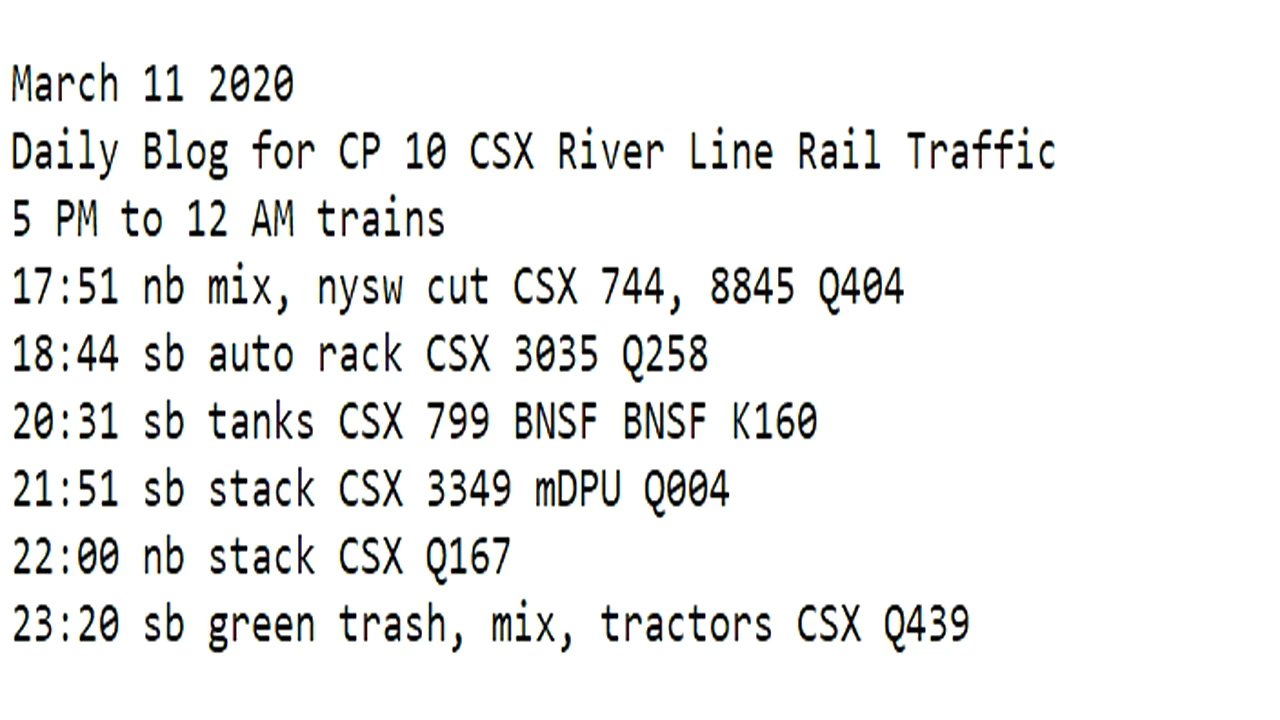 March 11 2020
Daily Blog for CP 10 CSX River Line Rail Traffic
5 PM to 12 AM trains
17:51 nb mix, nysw cut CSX 744, 8845 Q404
18:44 sb auto rack CSX 3035 Q258
20:31 sb tanks CSX 799 BNSF BNSF K160
21:51 sb stack CSX 3349 mDPU Q004
22:00 nb stack CSX Q167
23:20 sb green trash, mix, tractors CSX Q439